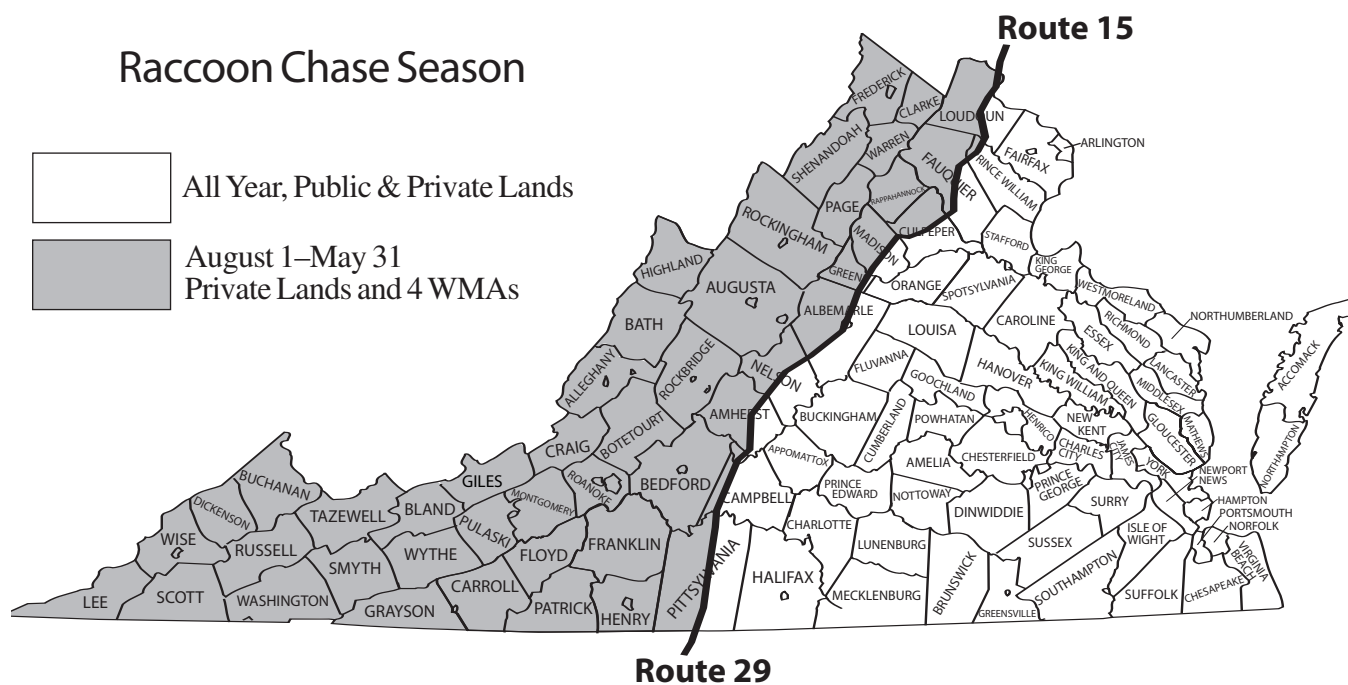 Route 15
Raccoon Chase Season
All Year, Public & Private Lands
August 1–May 31
Private Lands and 4 WMAs
FREDERICK
CLARKE
LOUDOUN
SHENANDOAH
WARREN
FAUQUIER
FAIRFAX
ARLINGTON
PRINCE WILLIAM
RAPPAHANNOCK
PAGE
ROCKINGHAM
MADISON
CULPEPER
STAFFORD
KING
GEORGE
HIGHLAND
GREEN
ORANGE
SPOTSYLVANIA
WESTMORELAND
AUGUSTA
ALBEMARLE
BATH
LOUISA
CAROLINE
RICHMOND
NORTHUMBERLAND
ESSEX
ALLEGHANY
ROCKBRIDGE
NELSON
FLUVANNA
GOOCHLAND
HANOVER
KING AND QUEEN
KING WILLIAM
LANCASTER
MIDDLESEX
ACCOMACK
AMHERST
BUCKINGHAM
CUMBERLAND
POWHATAN
HENRICO
NEW
KENT
GLOUCESTER
MATHEWS
CRAIG
BOTETOURT
APPOMATTOX
AMELIA
CHESTERFIELD
CHARLES
CITY
JAMES
CITY
YORK
NORTHAMPTON
BUCHANAN
GILES
ROANOKE
BEDFORD
CAMPBELL
PRINCE
EDWARD
NOTTOWAY
PRINCE
GEORGE
NEWPORT
NEWS
DICKENSON
TAZEWELL
BLAND
MONTGOMERY
SURRY
HAMPTON
PORTSMOUTH
NORFOLK
WISE
RUSSELL
PULASKI
CHARLOTTE
DINWIDDIE
ISLE OF
WIGHT
SMYTH
WYTHE
FLOYD
FRANKLIN
PITTSYLVANIA
LUNENBURG
SUSSEX
VIRGINIA
BEACH
LEE
SCOTT
WASHINGTON
GRAYSON
CARROLL
PATRICK
HENRY
HALIFAX
MECKLENBURG
BRUNSWICK
GREENSVILLE
SOUTHAMPTON
SUFFOLK
CHESAPEAKE
Route 29